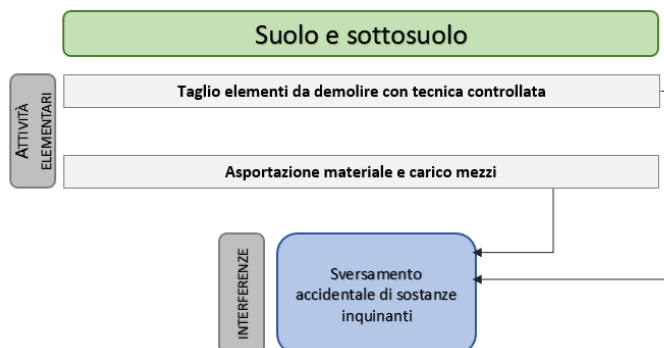 Suolo e sottosuolo
ATTIVITÀ
ELEMENTARI
Taglio elementi da demolire con tecnica controllata
Asportazione materiale e carico mezzi
INTERFERENZE
Sversamento
accidentale di sostanze
inquinanti